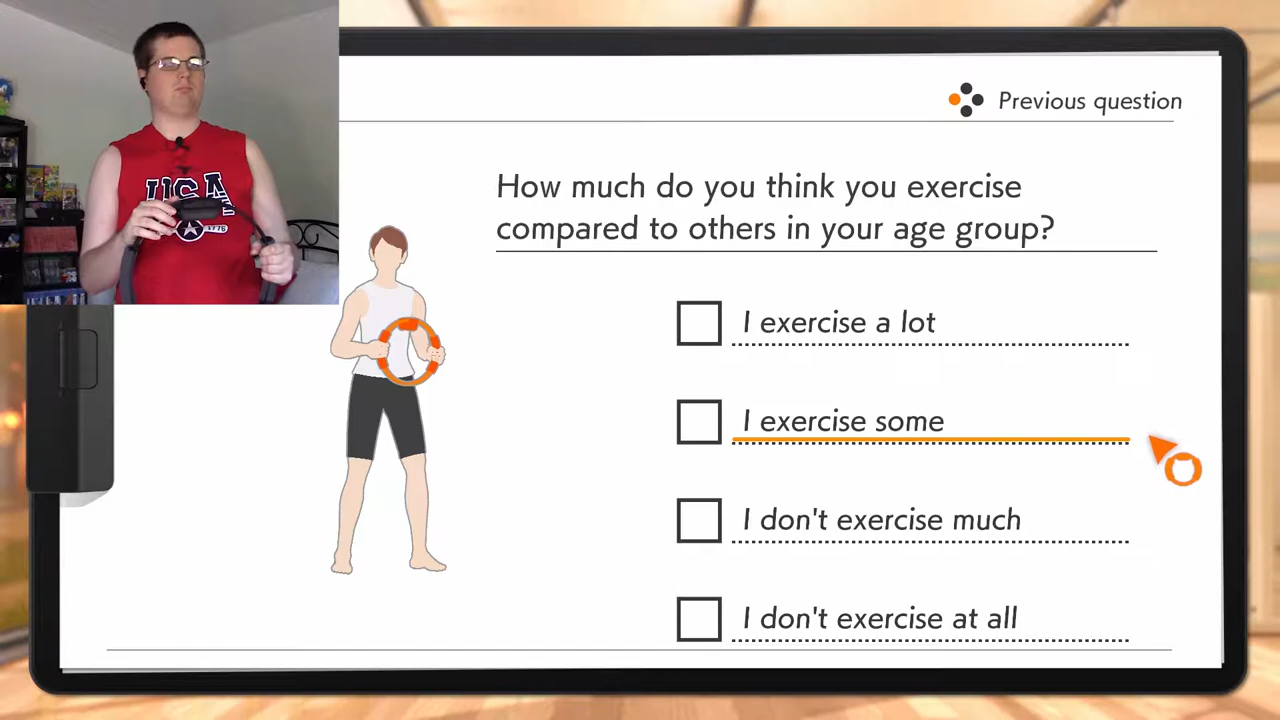 Previous question
How much do you think you exercise
compared to others in your age group?
I exercise a lot
I exercise some
I don't exercise much
I don't exercise at all
USA
1776